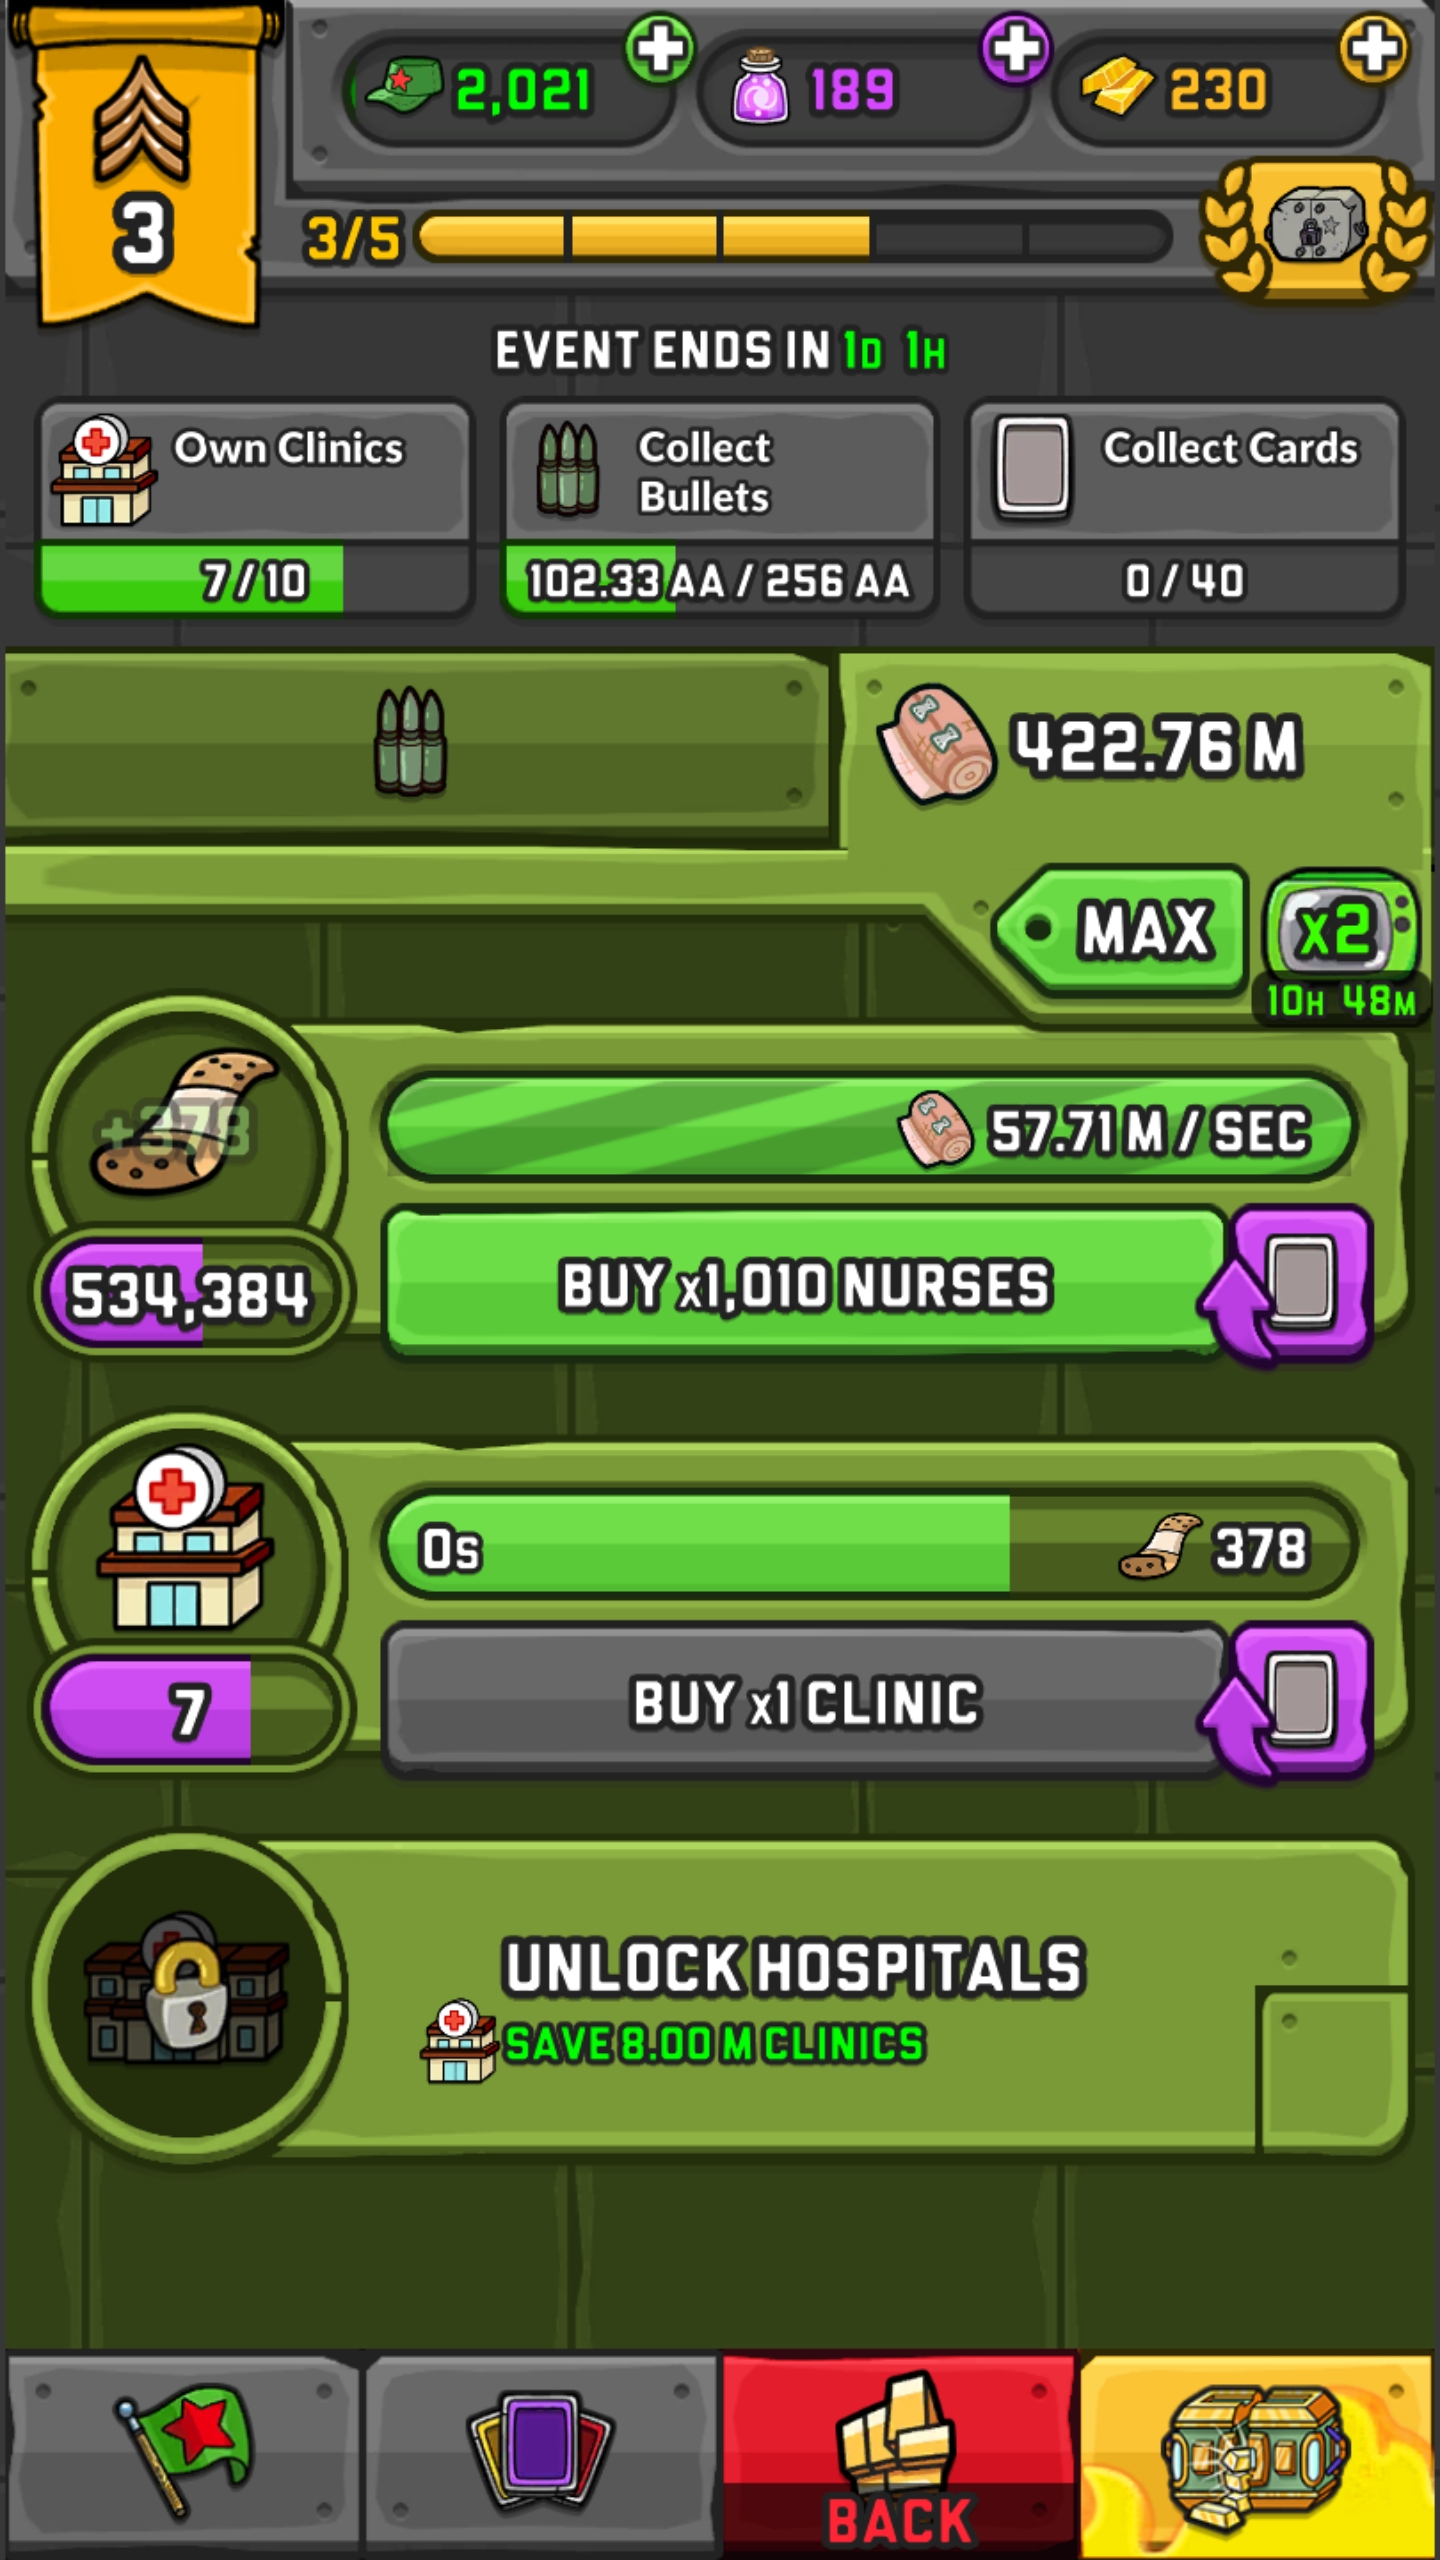 2,021
189
230
3
3/5
EVENT ENDS IN 1D 1H
Own Clinics
7/10
Collect
Bullets
102.33 AA / 256 AA
Collect Cards
0 / 40
422.76 M
MAX
x2
10H 48M
+378
57.71 M / SEC
534,384
BUY x1,010 NURSES
0s
378
7
BUY x1 CLINIC
UNLOCK HOSPITALS
SAVE 8.00 M CLINICS
BACK